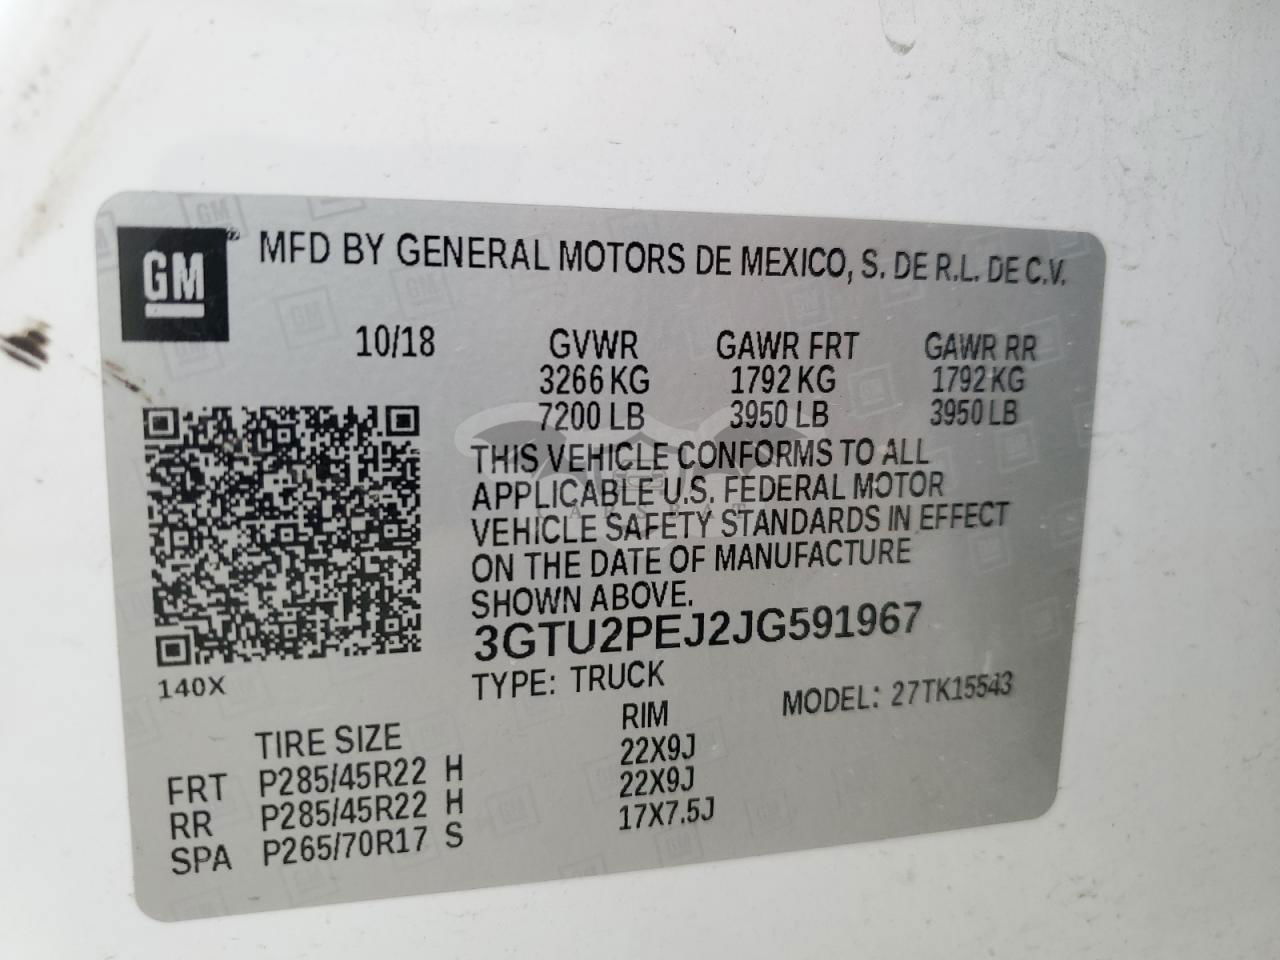 GM
MFD BY GENERAL MOTORS DE MEXICO, S. DE R.L. DE C.V.
10/18 GVWR GAWR FRT GAWR RR
3266 KG 1792 KG 1792 KG
7200 LB 3950 LB 3950 LB
THIS VEHICLE CONFORMS TO ALL
APPLICABLE U.S. FEDERAL MOTOR
VEHICLE SAFETY STANDARDS IN EFFECT
ON THE DATE OF MANUFACTURE
SHOWN ABOVE.
3GTU2PEJ2JG591967
140X
TYPE: TRUCK MODEL: 27TK15543
TIRE SIZE RIM
FRT P285/45R22 H 22X9J
RR P285/45R22 H 22X9J
SPA P265/70R17 S 17X7.5J